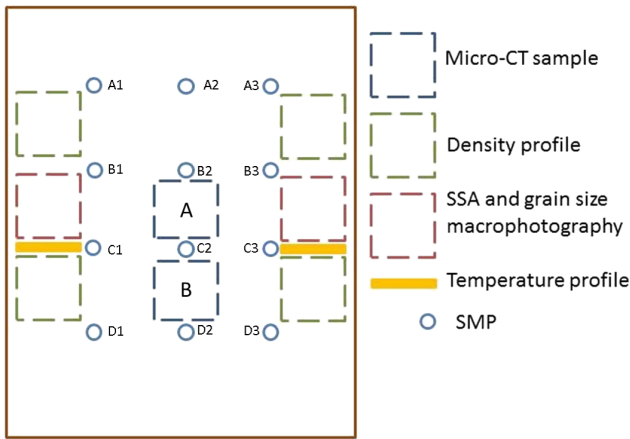 A1
A2
A3
B1
B2
B3
A
C1
C2
C3
B
D1
D2
D3
Micro-CT sample
Density profile
SSA and grain size
macrophotography
Temperature profile
SMP